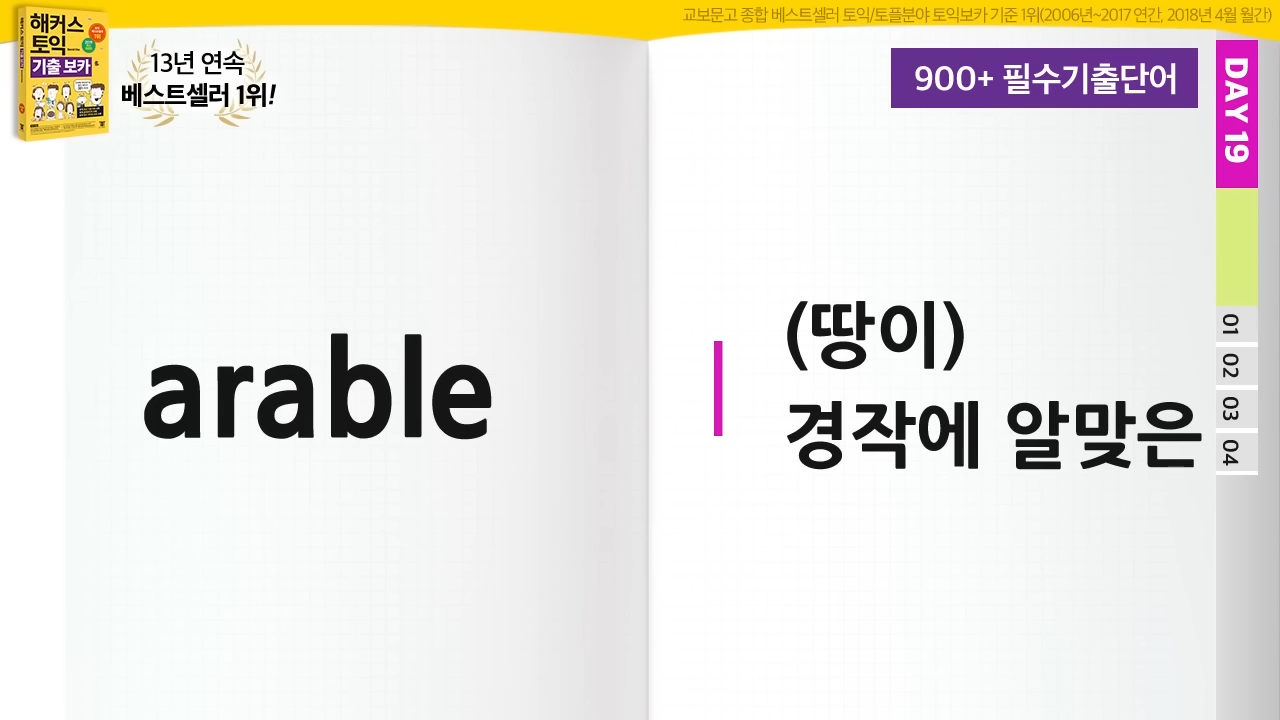 교보문고 종합 베스트셀러 토익/토플분야 토익보카 기준 1위(2006년~2017 연간, 2018년 4월 월간)
해커스
토익
기출 보카
13년 연속
베스트셀러 1위!
900+ 필수기출단어
DAY 19
arable
(땅이)
경작에 알맞은
01
02
03
04